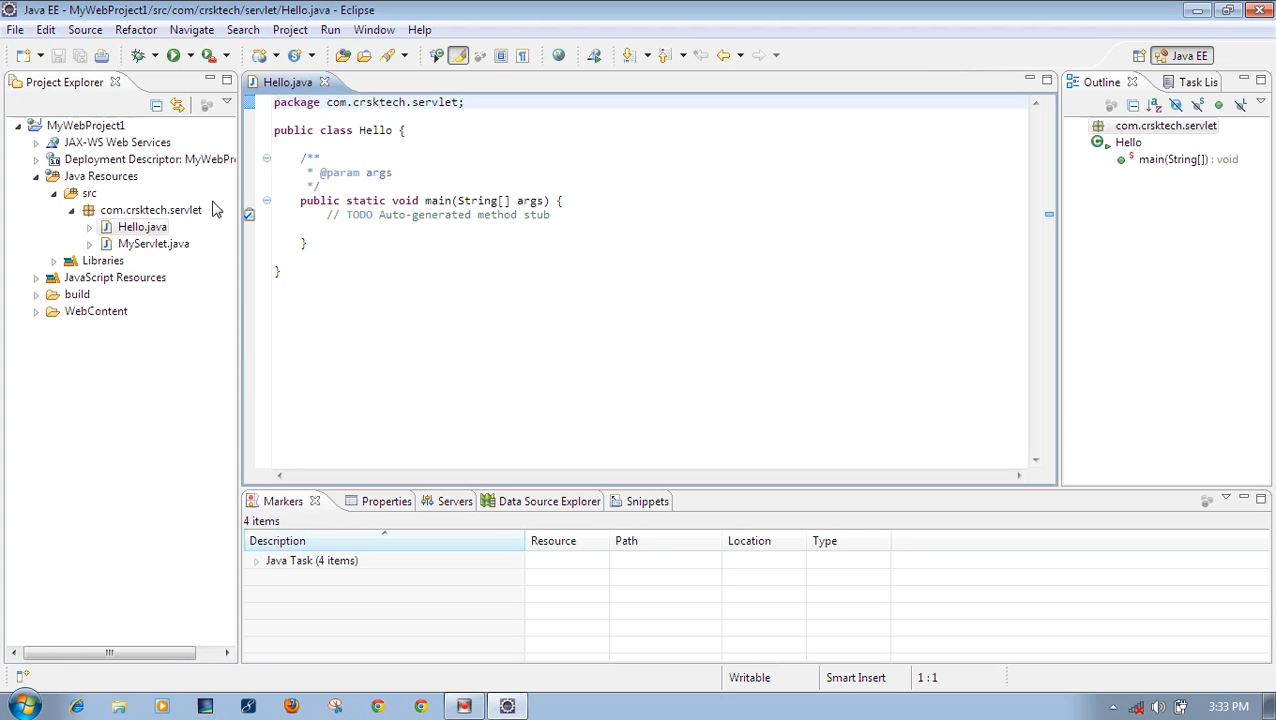 Java EE - MyWebProject1/src/com/crsktech/servlet/Hello.java - Eclipse
File Edit Source Refactor Navigate Search Project Run Window Help
Java EE
Project Explorer
MyWebProject1
JAX-WS Web Services
Deployment Descriptor: MyWebPr
Java Resources
src
com.crsktech.servlet
Hello.java
MyServlet.java
Libraries
JavaScript Resources
build
WebContent
Hello.java
package com.crsktech.servlet;
public class Hello {
/**
* @param args
*/
public static void main(String[] args) {
// TODO Auto-generated method stub
}
}
Outline Task Lis
com.crsktech.servlet
Hello
main(String[]) : void
Markers Properties Servers Data Source Explorer Snippets
4 items
Description Resource Path Location Type
Java Task (4 items)
Writable Smart Insert 1 : 1
3:33 PM